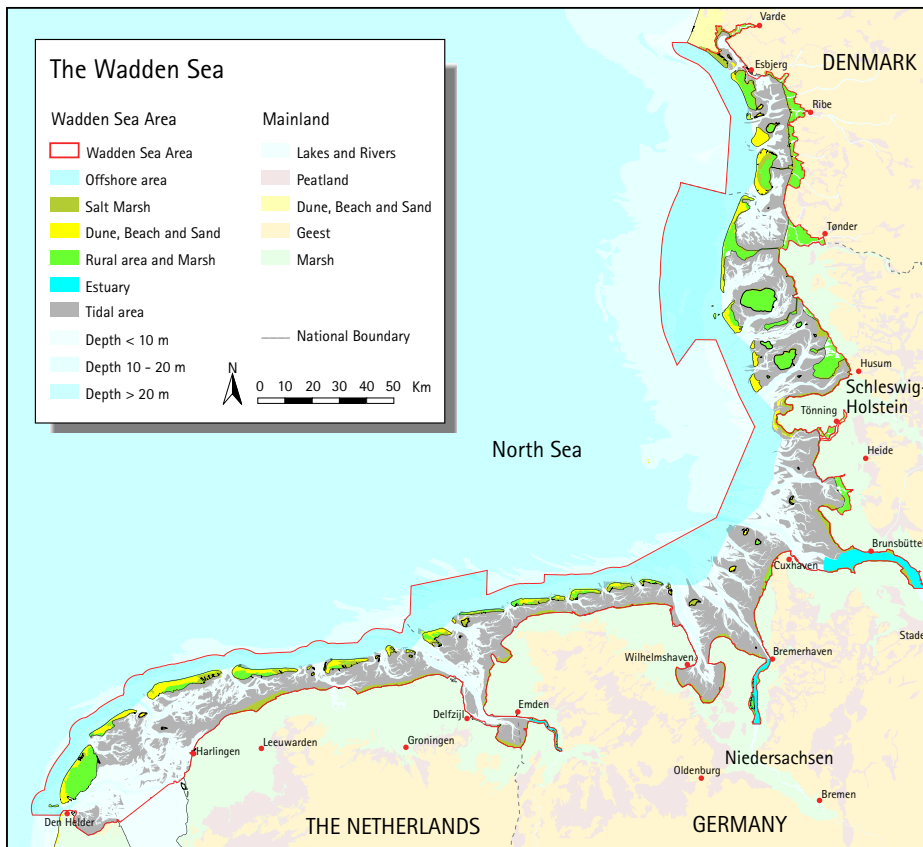 The Wadden Sea
Wadden Sea Area
Wadden Sea Area
Offshore area
Salt Marsh
Dune, Beach and Sand
Rural area and Marsh
Estuary
Tidal area
Depth < 10 m
Depth 10 - 20 m
Depth > 20 m
Mainland
Lakes and Rivers
Peatland
Dune, Beach and Sand
Geest
Marsh
National Boundary
N
0 10 20 30 40 50 Km
Varde
Esbjerg
DENMARK
Ribe
Tønder
Husum
Schleswig-
Holstein
Tönning
North Sea
Heide
Brunsbüttel
Cuxhaven
Stade
Wilhelmshaven
Bremerhaven
Delfzijl
Emden
Harlingen
Leeuwarden
Groningen
Niedersachsen
Oldenburg
Bremen
Den Helder
THE NETHERLANDS
GERMANY